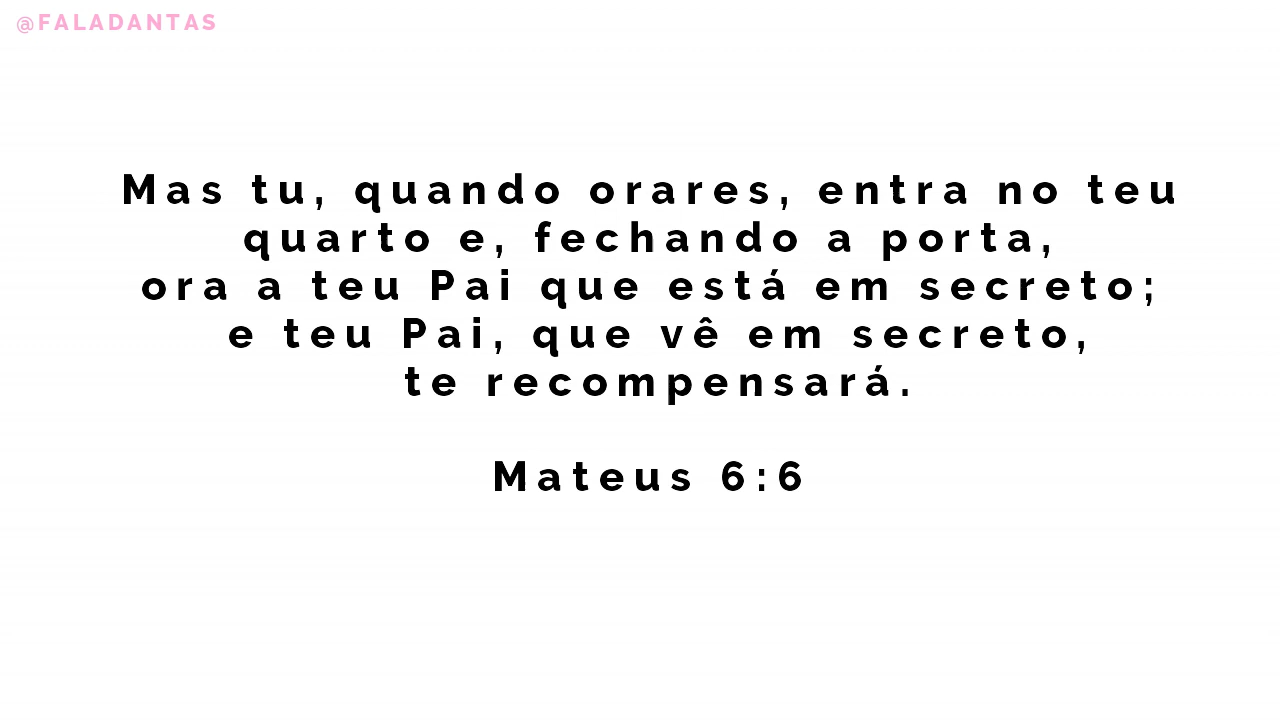 @FALADANTAS
Mas tu, quando orares, entra no teu
quarto e, fechando a porta,
ora a teu Pai que está em secreto;
e teu Pai, que vê em secreto,
te recompensará.
Mateus 6:6